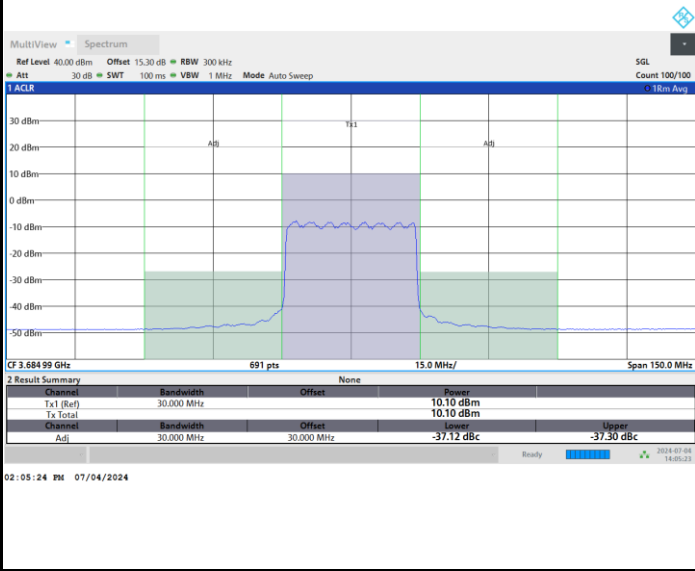 MultiView Spectrum
Ref Level 40.00 dBm Offset 15.30 dB RBW 300 kHz SGL
Att 30 dB SWT 100 ms VBW 1 MHz Mode Auto Sweep Count 100/100
1 ACLR 1Rm Avg
30 dBm
Tx1
20 dBm
Adj Adj
10 dBm
0 dBm
-10 dBm
-20 dBm
-30 dBm
-40 dBm
-50 dBm
CF 3.684 99 GHz 691 pts 15.0 MHz/ Span 150.0 MHz
2 Result Summary None
Channel Bandwidth Offset Power
Tx1 (Ref) 30.000 MHz 10.10 dBm
Tx Total 10.10 dBm
Channel Bandwidth Offset Lower Upper
Adj 30.000 MHz 30.000 MHz -37.12 dBc -37.30 dBc
Ready
14:05:23
02:05:24 PM 07/04/2024